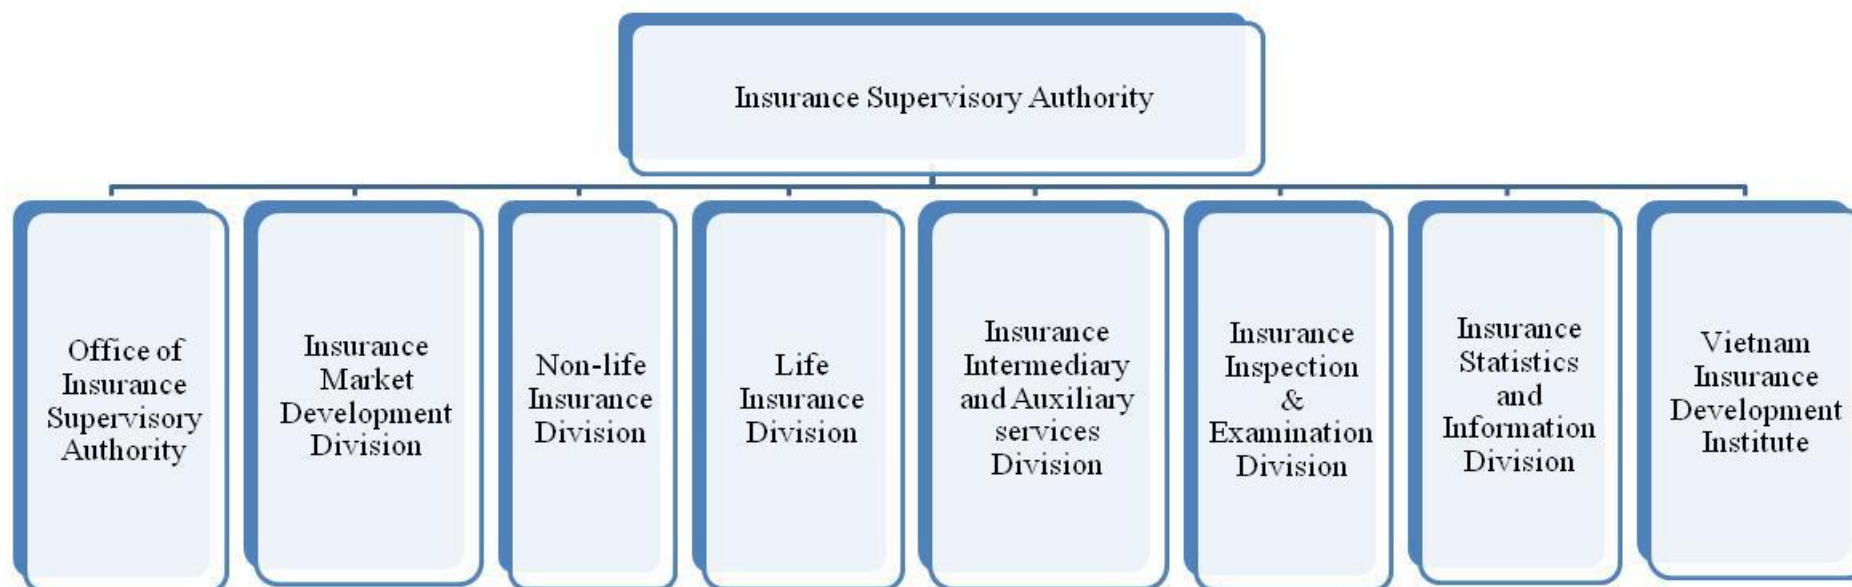 Insurance Supervisory Authority
Office of
Insurance
Supervisory
Authority
Insurance
Market
Development
Division
Non-life
Insurance
Division
Life
Insurance
Division
Insurance
Intermediary
and Auxiliary
services
Division
Insurance
Inspection
&
Examination
Division
Insurance
Statistics
and
Information
Division
Vietnam
Insurance
Development
Institute